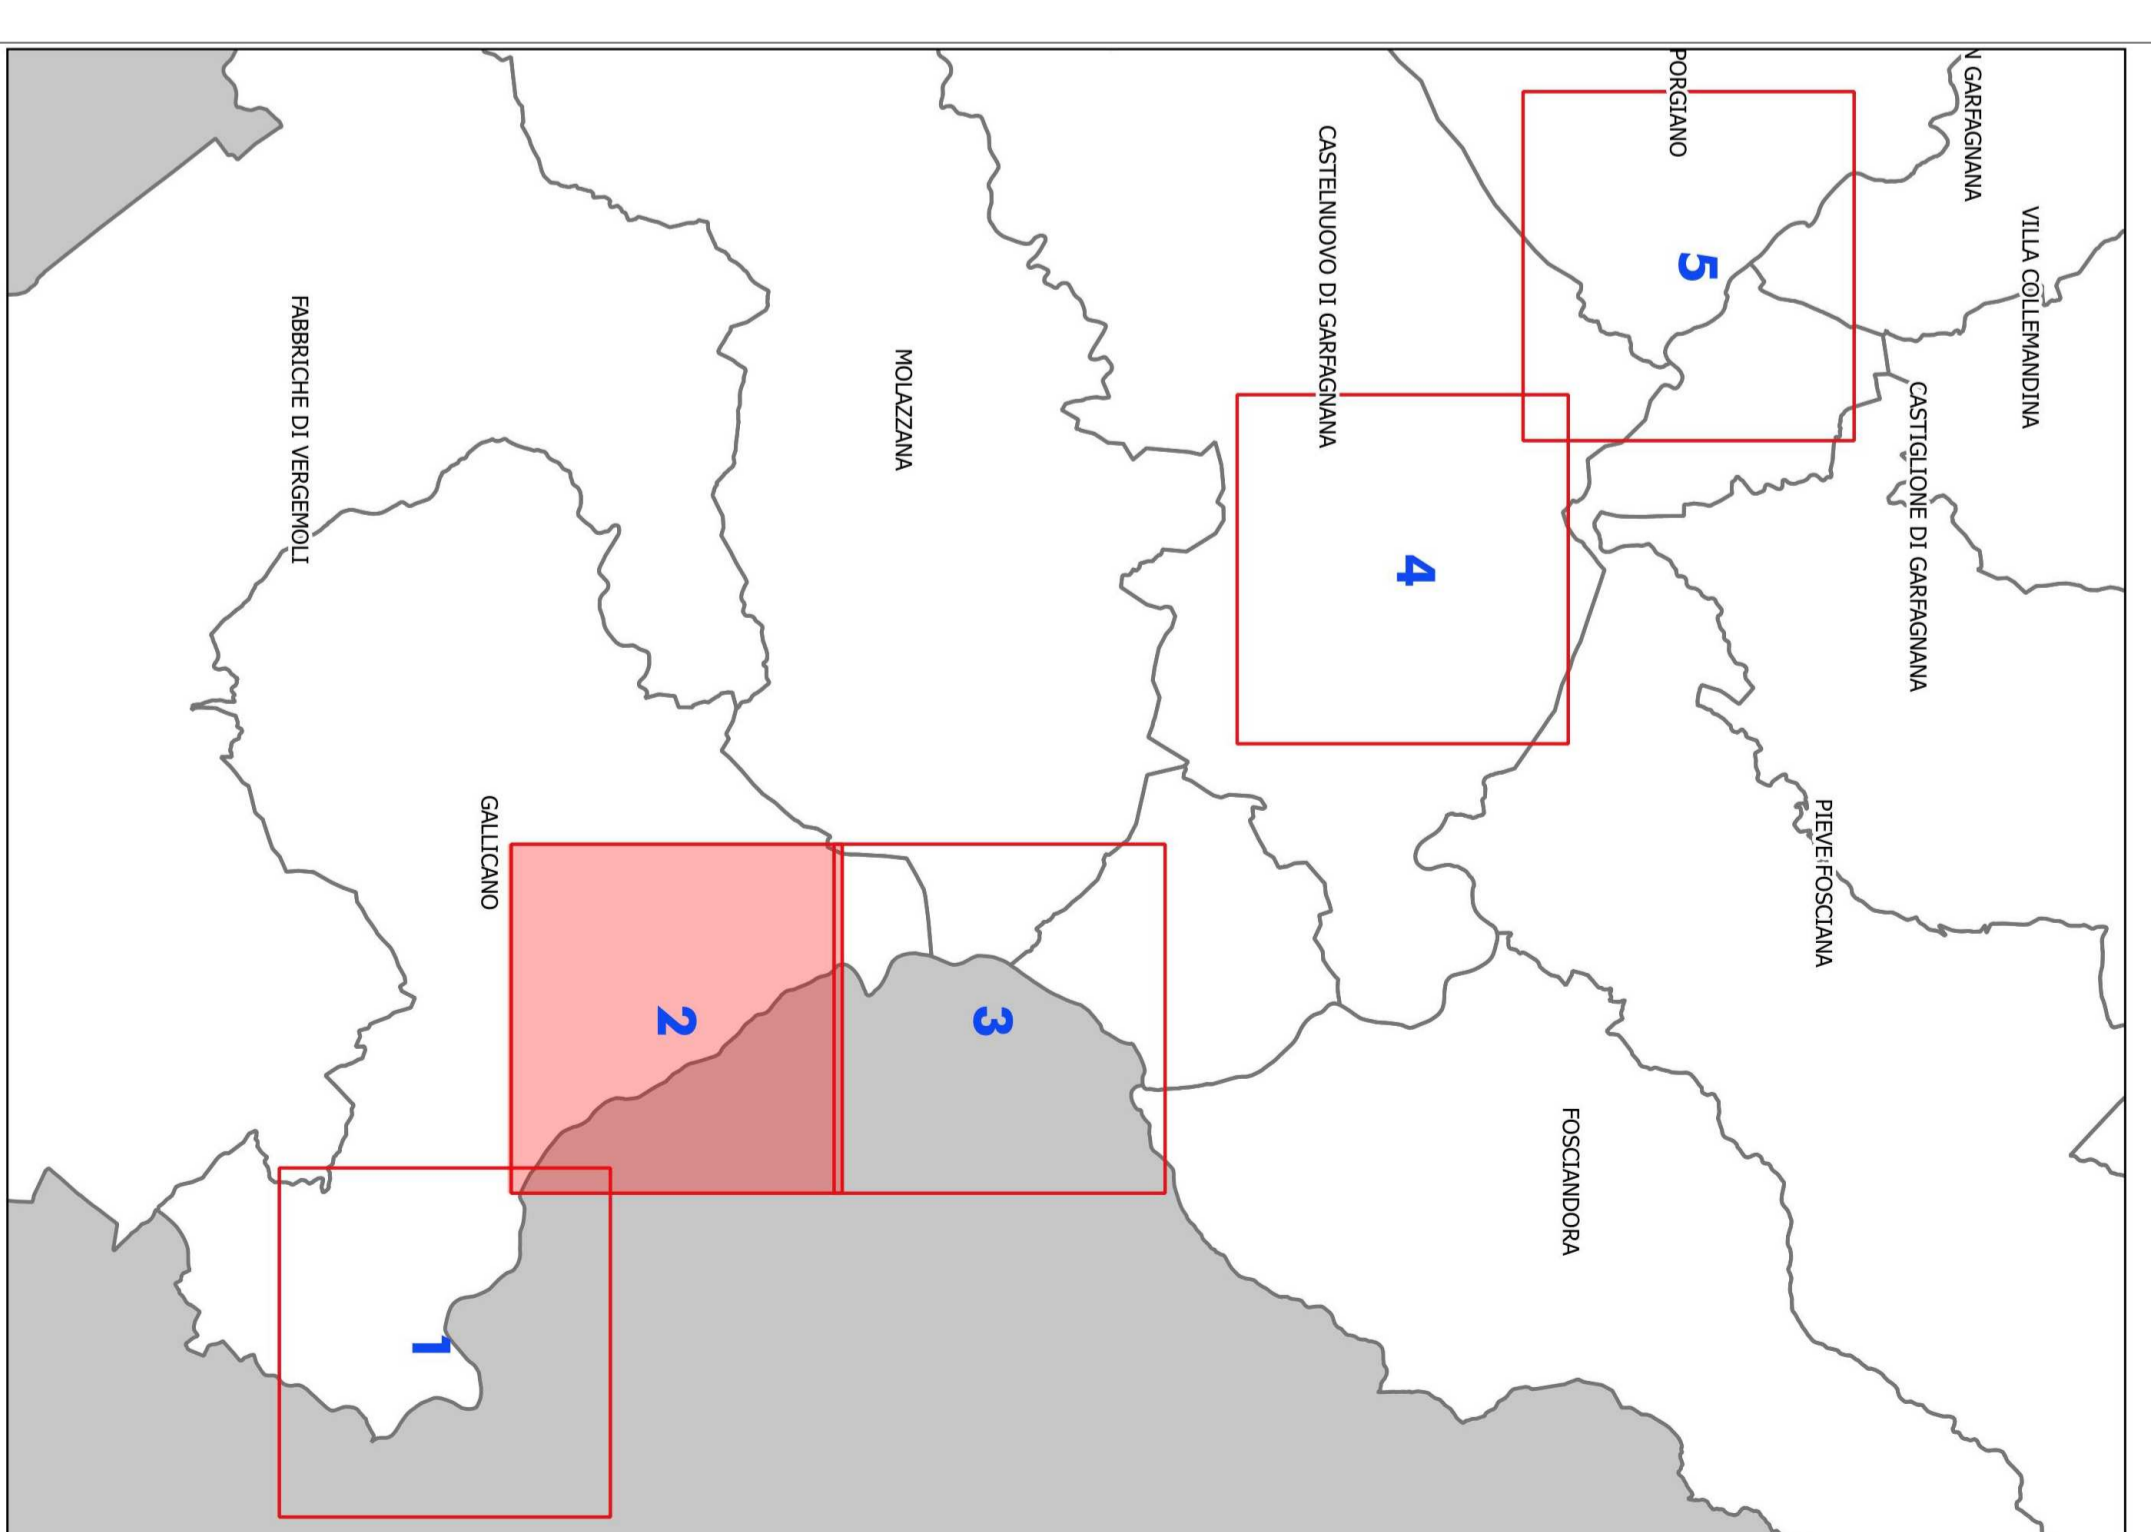 N GARFAGNANA
VILLA COLLEMANDINA
PORGIANO
5
CASTIGLIONE DI GARFAGNANA
CASTELNUOVO DI GARFAGNANA
4
PIEVE FOSCIANA
MOLAZZANA
FABBRICHE DI VERGEMOLI
GALLICANO
3
2
FOSCIANDORA
1